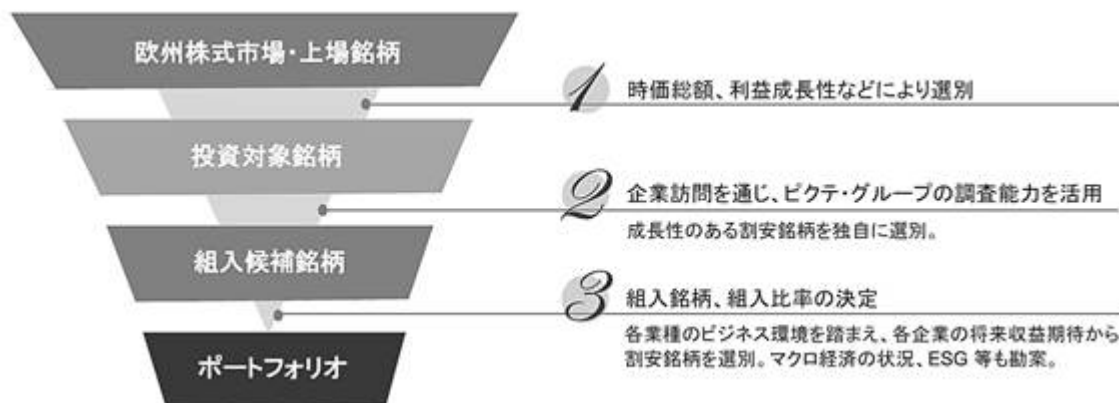 欧州株式市場・上場銘柄
1 時価総額、利益成長性などにより選別
投資対象銘柄
2 企業訪問を通じ、ピクテ・グループの調査能力を活用
成長性のある割安銘柄を独自に選別。
組入候補銘柄
3 組入銘柄、組入比率の決定
各業種のビジネス環境を踏まえ、各企業の将来収益期待から
割安銘柄を選別。マクロ経済の状況、ESG 等も勘案。
ポートフォリオ